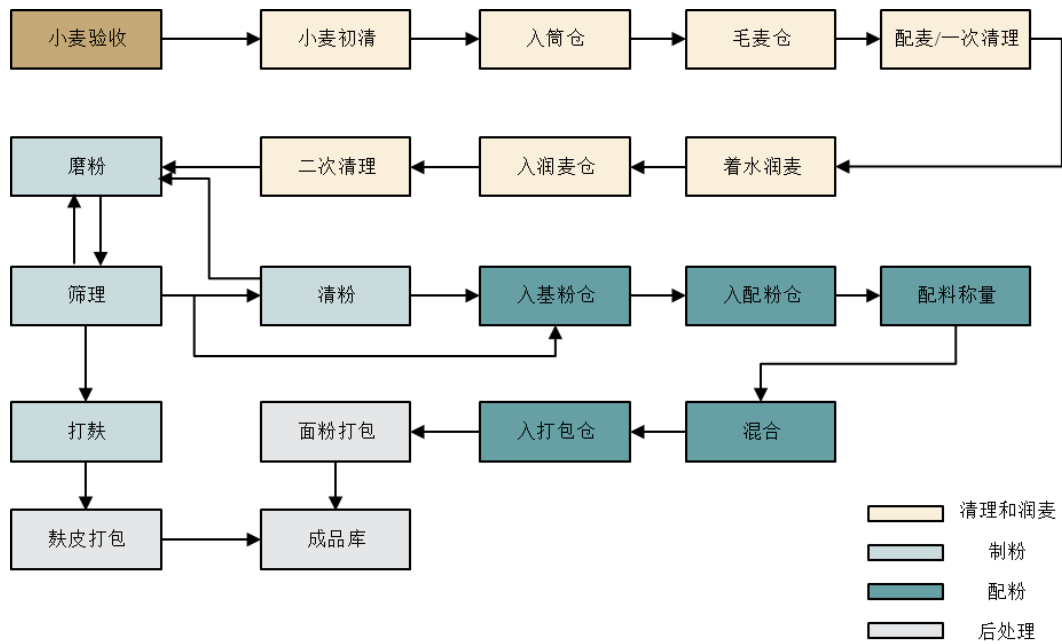 小麦验收
小麦初清
入筒仓
毛麦仓
配麦/一次清理
磨粉
二次清理
入润麦仓
着水润麦
筛理
清粉
入基粉仓
入配粉仓
配料称量
打麸
面粉打包
入打包仓
混合
麸皮打包
成品库
清理和润麦
制粉
配粉
后处理